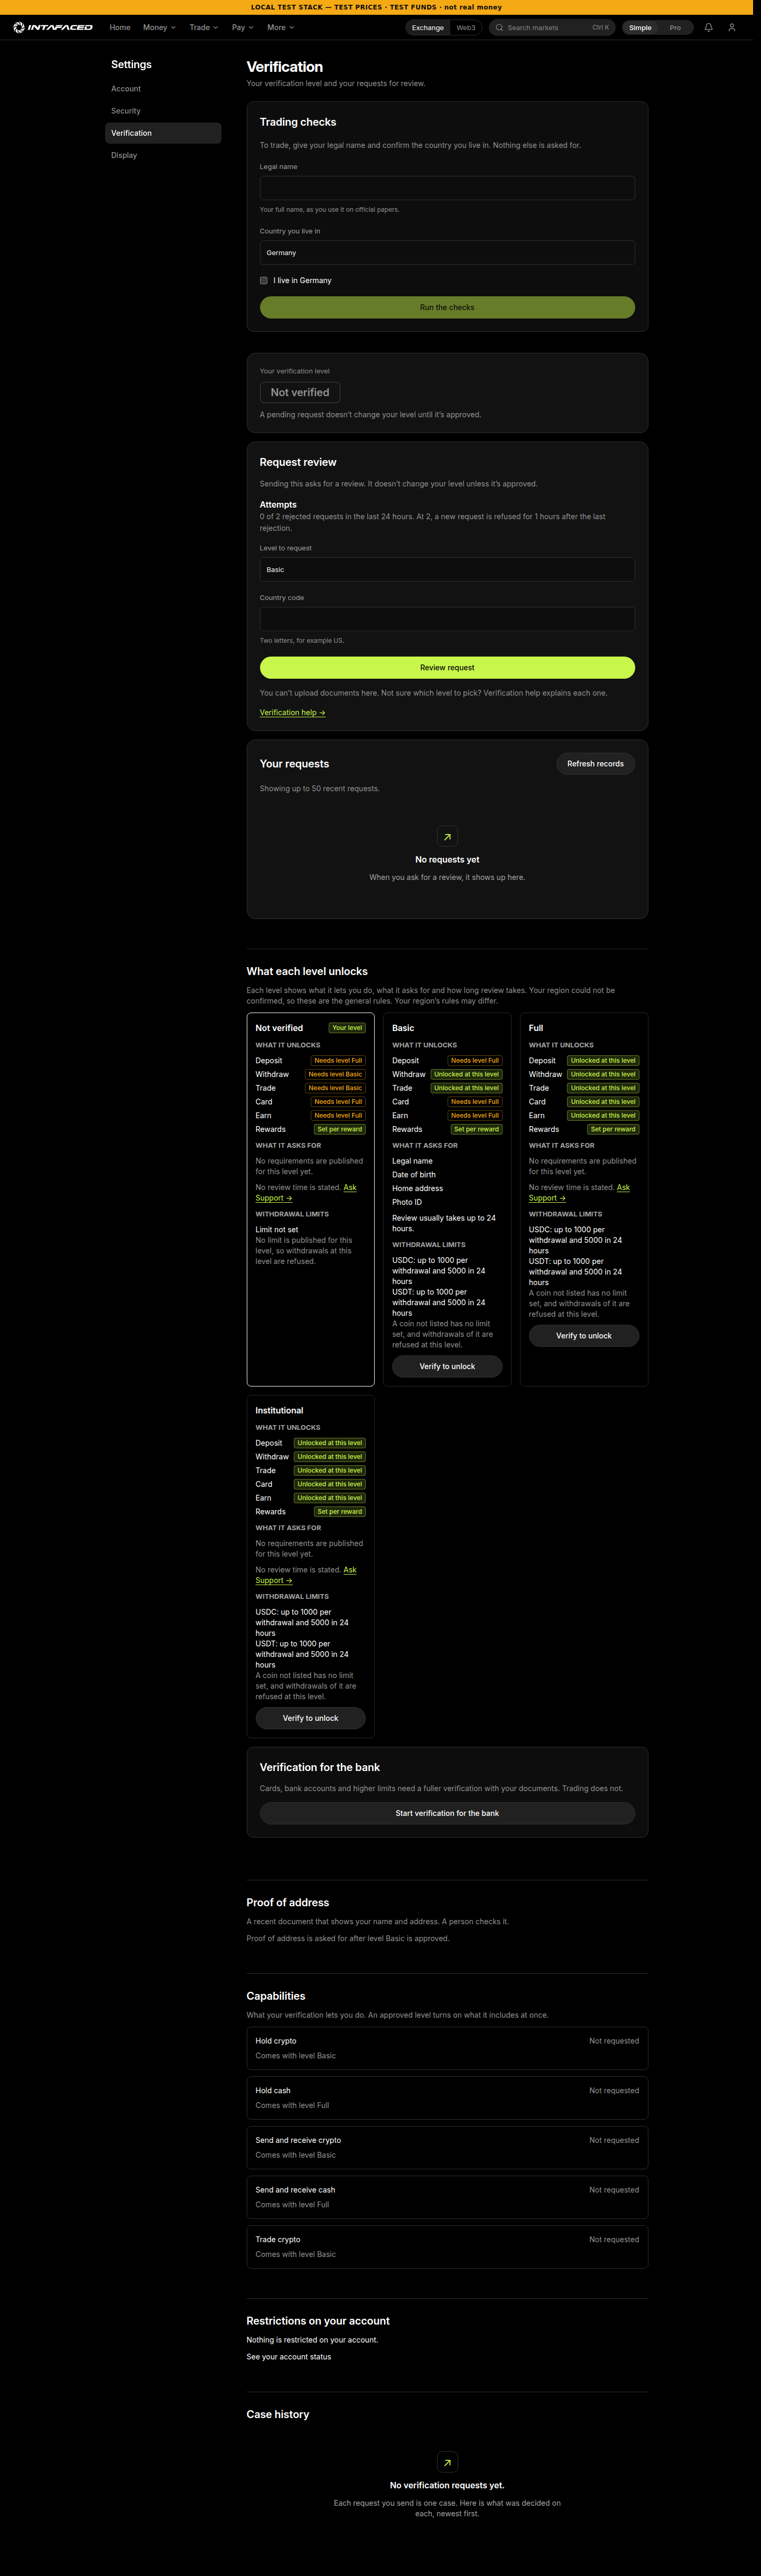 LOCAL TEST STACK — TEST PRICES · TEST FUNDS · not real money
INTAFACED
Home
Money
Trade
Pay
More
Exchange
Web3
Search markets
Ctrl K
Simple
Pro
Settings
Account
Security
Verification
Display
Verification
Your verification level and your requests for review.
Trading checks
To trade, give your legal name and confirm the country you live in. Nothing else is asked for.
Legal name
Your full name, as you use it on official papers.
Country you live in
Germany
I live in Germany
Run the checks
Your verification level
Not verified
A pending request doesn't change your level until it's approved.
Request review
Sending this asks for a review. It doesn't change your level unless it's approved.
Attempts
0 of 2 rejected requests in the last 24 hours. At 2, a new request is refused for 1 hours after the last
rejection.
Level to request
Basic
Country code
Two letters, for example US.
Review request
You can't upload documents here. Not sure which level to pick? Verification help explains each one.
Verification help →
Your requests
Refresh records
Showing up to 50 recent requests.
No requests yet
When you ask for a review, it shows up here.
What each level unlocks
Each level shows what it lets you do, what it asks for and how long review takes. Your region could not be
confirmed, so these are the general rules. Your region's rules may differ.
Not verified
Your level
WHAT IT UNLOCKS
Deposit
Needs level Full
Withdraw
Needs level Basic
Trade
Needs level Basic
Card
Needs level Full
Earn
Needs level Full
Rewards
Set per reward
WHAT IT ASKS FOR
No requirements are published
for this level yet.
No review time is stated. Ask
Support →
WITHDRAWAL LIMITS
Limit not set
No limit is published for this
level, so withdrawals at this
level are refused.
Basic
WHAT IT UNLOCKS
Deposit
Needs level Full
Withdraw
Unlocked at this level
Trade
Unlocked at this level
Card
Needs level Full
Earn
Needs level Full
Rewards
Set per reward
WHAT IT ASKS FOR
Legal name
Date of birth
Home address
Photo ID
Review usually takes up to 24
hours.
WITHDRAWAL LIMITS
USDC: up to 1000 per
withdrawal and 5000 in 24
hours
USDT: up to 1000 per
withdrawal and 5000 in 24
hours
A coin not listed has no limit
set, and withdrawals of it are
refused at this level.
Verify to unlock
Full
WHAT IT UNLOCKS
Deposit
Unlocked at this level
Withdraw
Unlocked at this level
Trade
Unlocked at this level
Card
Unlocked at this level
Earn
Unlocked at this level
Rewards
Set per reward
WHAT IT ASKS FOR
No requirements are published
for this level yet.
No review time is stated. Ask
Support →
WITHDRAWAL LIMITS
USDC: up to 1000 per
withdrawal and 5000 in 24
hours
USDT: up to 1000 per
withdrawal and 5000 in 24
hours
A coin not listed has no limit
set, and withdrawals of it are
refused at this level.
Verify to unlock
Institutional
WHAT IT UNLOCKS
Deposit
Unlocked at this level
Withdraw
Unlocked at this level
Trade
Unlocked at this level
Card
Unlocked at this level
Earn
Unlocked at this level
Rewards
Set per reward
WHAT IT ASKS FOR
No requirements are published
for this level yet.
No review time is stated. Ask
Support →
WITHDRAWAL LIMITS
USDC: up to 1000 per
withdrawal and 5000 in 24
hours
USDT: up to 1000 per
withdrawal and 5000 in 24
hours
A coin not listed has no limit
set, and withdrawals of it are
refused at this level.
Verify to unlock
Verification for the bank
Cards, bank accounts and higher limits need a fuller verification with your documents. Trading does not.
Start verification for the bank
Proof of address
A recent document that shows your name and address. A person checks it.
Proof of address is asked for after level Basic is approved.
Capabilities
What your verification lets you do. An approved level turns on what it includes at once.
Hold crypto
Not requested
Comes with level Basic
Hold cash
Not requested
Comes with level Full
Send and receive crypto
Not requested
Comes with level Basic
Send and receive cash
Not requested
Comes with level Full
Trade crypto
Not requested
Comes with level Basic
Restrictions on your account
Nothing is restricted on your account.
See your account status
Case history
No verification requests yet.
Each request you send is one case. Here is what was decided on
each, newest first.